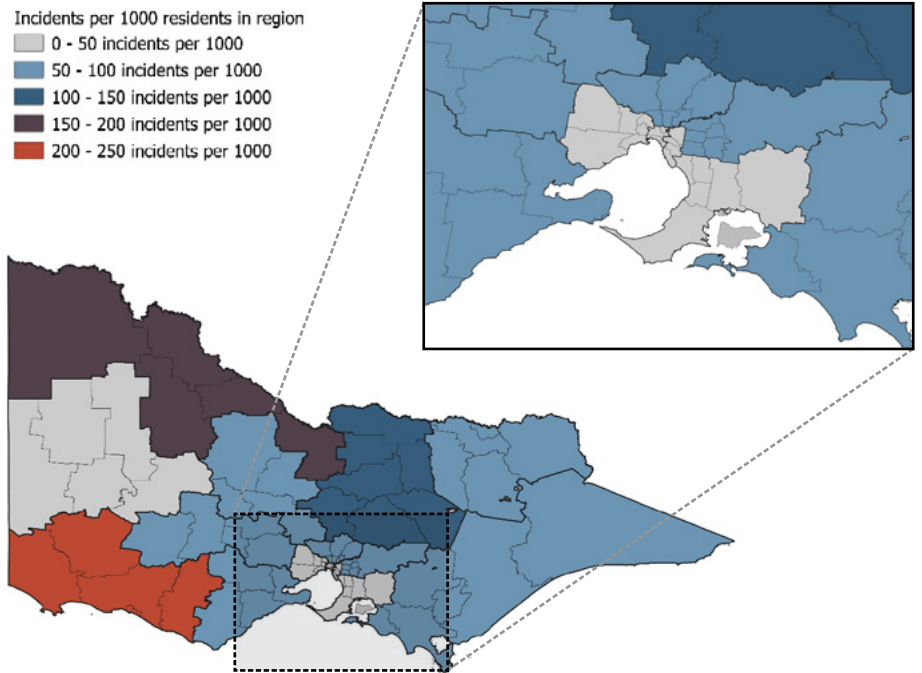 Incidents per 1000 residents in region
0 - 50 incidents per 1000
50 - 100 incidents per 1000
100 - 150 incidents per 1000
150 - 200 incidents per 1000
200 - 250 incidents per 1000